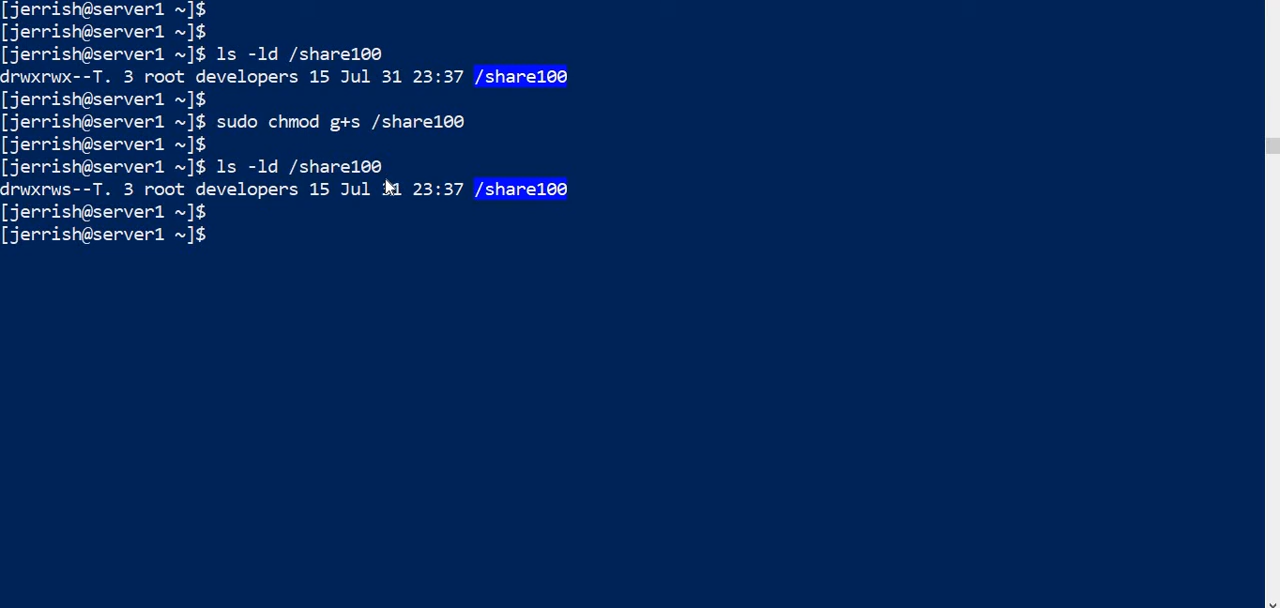 [jerrish@server1 ~]$
[jerrish@server1 ~]$
[jerrish@server1 ~]$ ls -ld /share100
drwxrwx--T. 3 root developers 15 Jul 31 23:37 /share100
[jerrish@server1 ~]$
[jerrish@server1 ~]$ sudo chmod g+s /share100
[jerrish@server1 ~]$
[jerrish@server1 ~]$ ls -ld /share100
drwxrws--T. 3 root developers 15 Jul 31 23:37 /share100
[jerrish@server1 ~]$
[jerrish@server1 ~]$